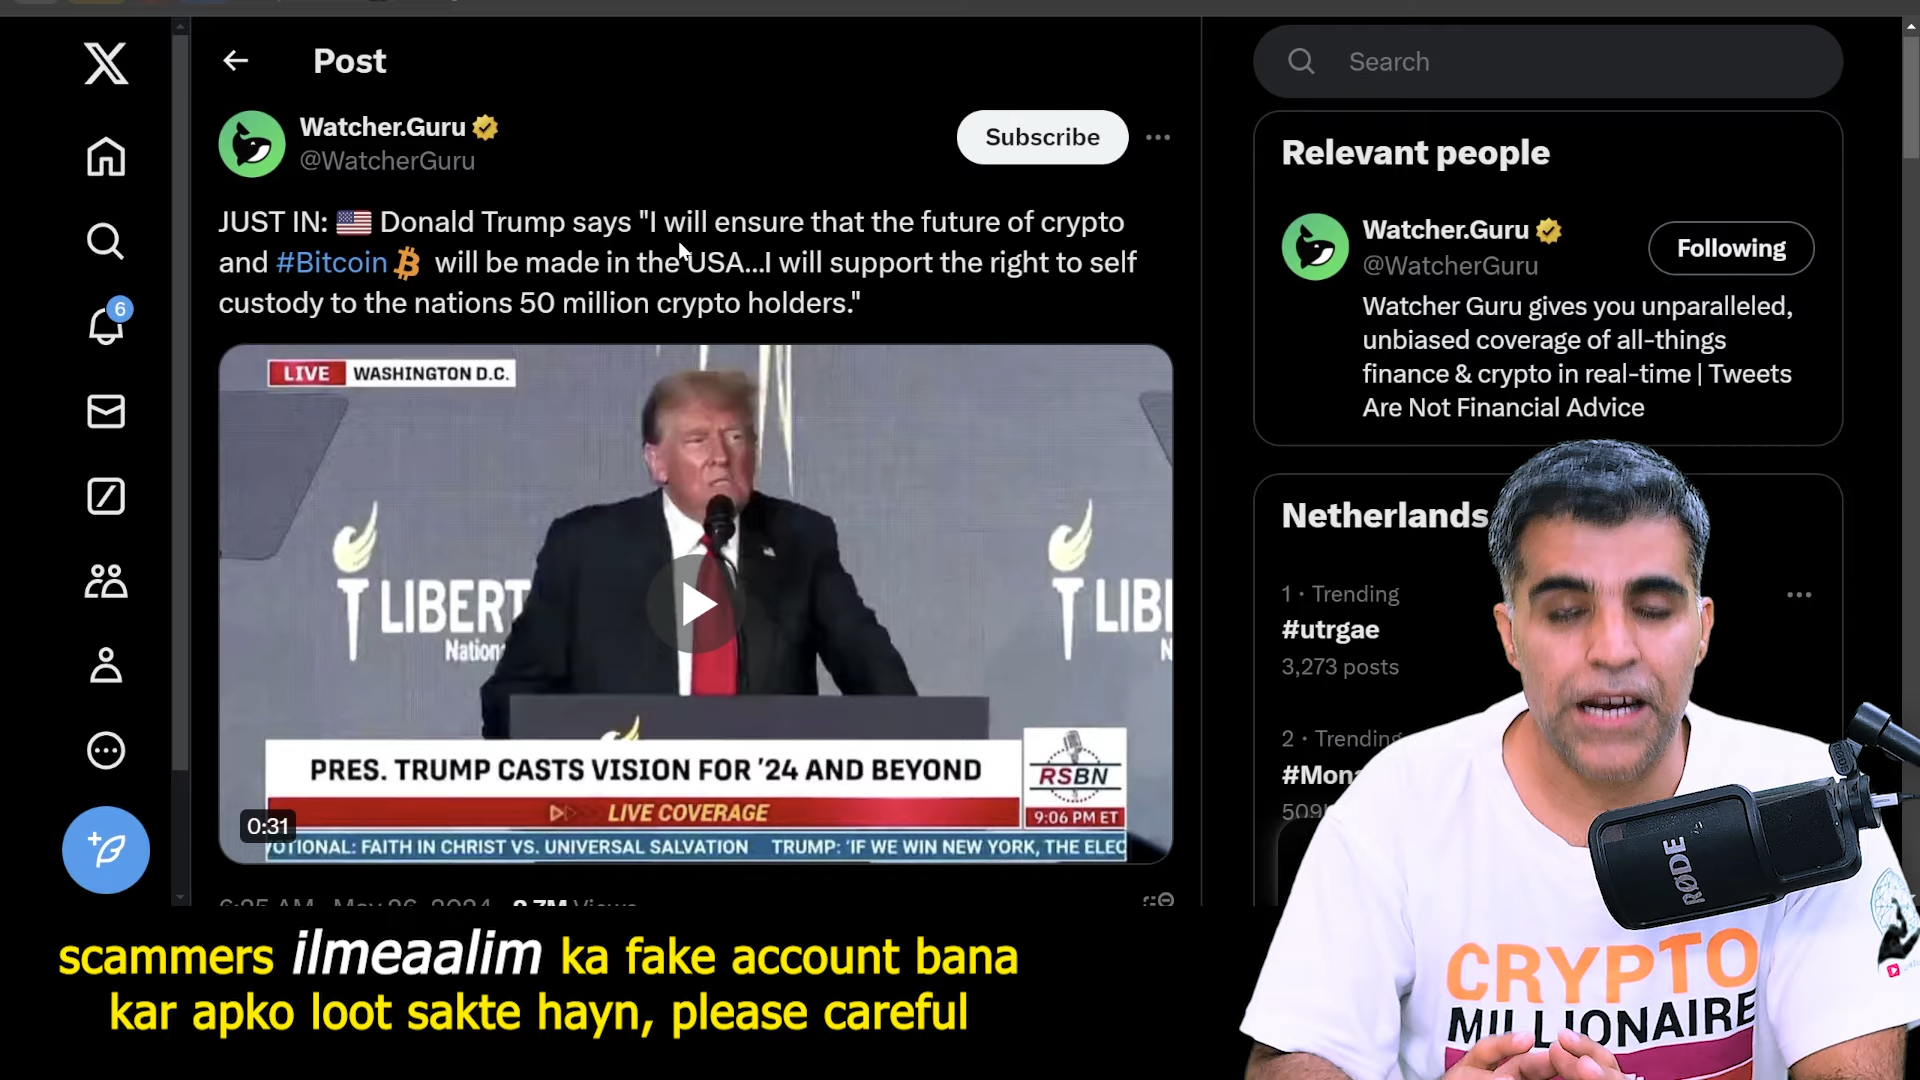 Post
Search
Watcher.Guru
@WatcherGuru
Subscribe
JUST IN: 🇺🇸 Donald Trump says "I will ensure that the future of crypto
and #Bitcoin will be made in the USA...I will support the right to self
custody to the nations 50 million crypto holders."
LIVE WASHINGTON D.C.
LIBERT
Nation
LIB
N
PRES. TRUMP CASTS VISION FOR '24 AND BEYOND
LIVE COVERAGE
RSBN
9:06 PM ET
0:31
OTIONAL: FAITH IN CHRIST VS. UNIVERSAL SALVATION TRUMP: 'IF WE WIN NEW YORK, THE ELEC
6
Relevant people
Watcher.Guru
@WatcherGuru
Following
Watcher Guru gives you unparalleled,
unbiased coverage of all-things
finance & crypto in real-time | Tweets
Are Not Financial Advice
Netherlands
1 · Trending
#utrgae
3,273 posts
2 · Trending
#Mona
509
RØDE
CRYPTO
MILLIONAIRE
scammers ilmeaalim ka fake account bana
kar apko loot sakte hayn, please careful